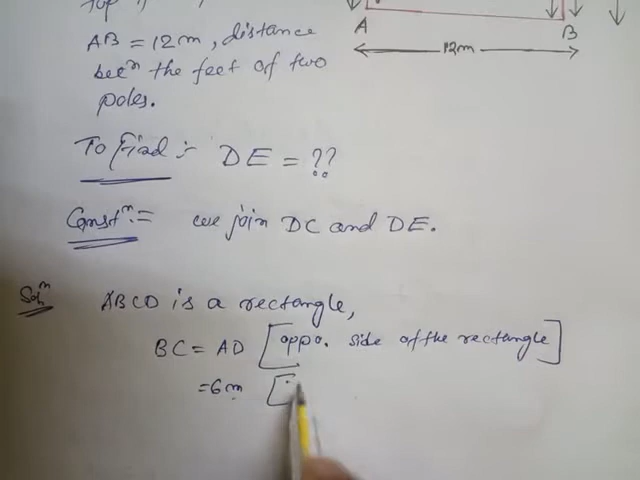 A B
12m
AB = 12m, distance
beeⁿ the feet of two
poles.
To Find :- DE = ??
Constⁿ:= we join DC and DE.
Solⁿ ABCD is a rectangle,
BC = AD [oppo. side of the rectangle]
= 6m [